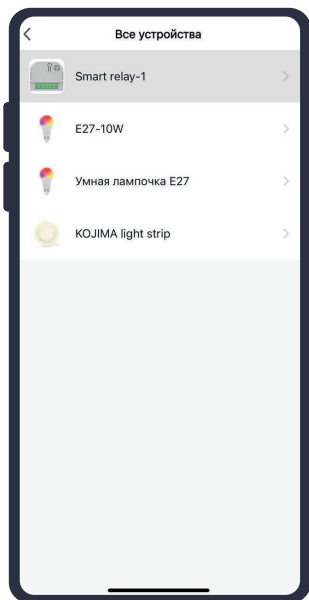 Все устройства
Smart relay-1
E27-10W
Умная лампочка E27
KOJIMA light strip